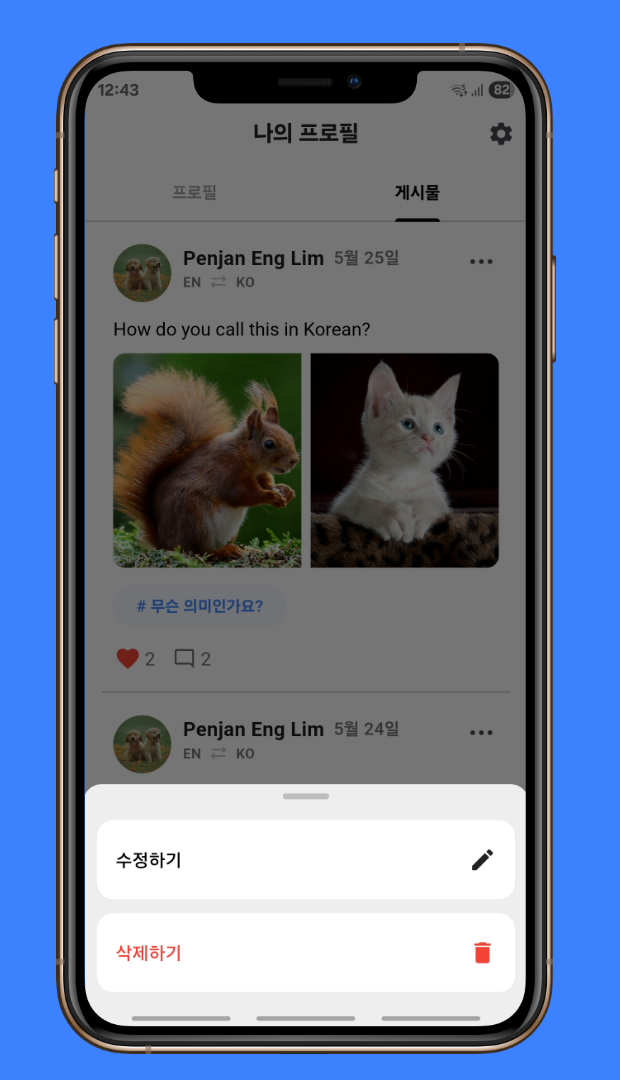 12:43
82
나의 프로필
프로필 게시물
Penjan Eng Lim 5월 25일
EN KO
How do you call this in Korean?
# 무슨 의미인가요?
2 2
Penjan Eng Lim 5월 24일
EN KO
수정하기
삭제하기